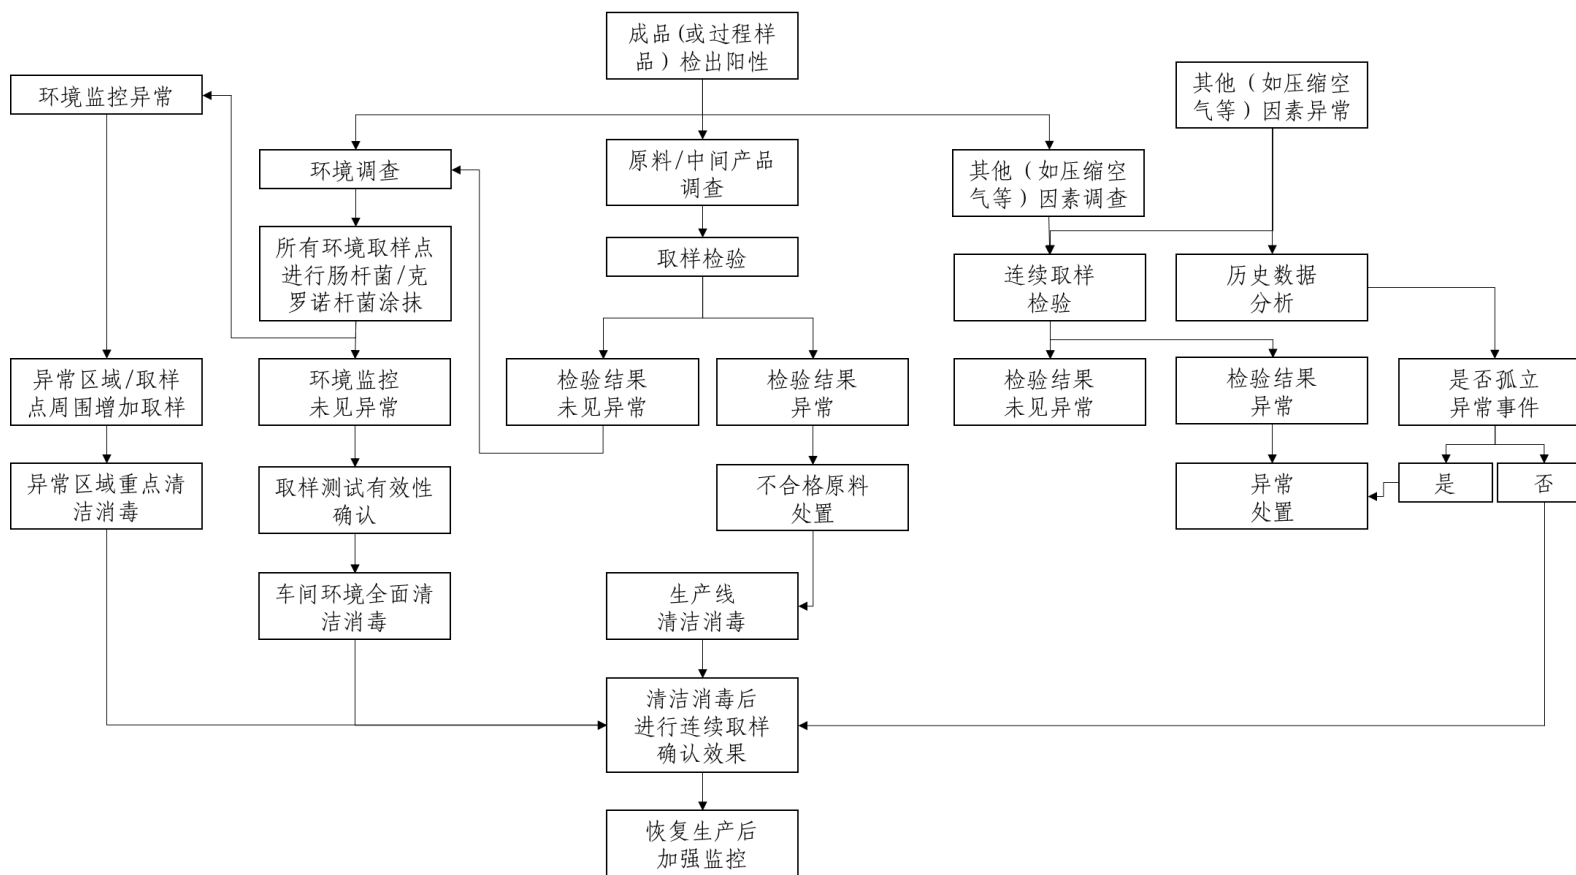 成品(或过程样
品）检出阳性
环境监控异常
其他（如压缩空
气等）因素异常
环境调查
原料/中间产品
调查
其他（如压缩空
气等）因素调查
所有环境取样点
进行肠杆菌/克
罗诺杆菌涂抹
取样检验
连续取样
检验
历史数据
分析
异常区域/取样
点周围增加取样
环境监控
未见异常
检验结果
未见异常
检验结果
异常
检验结果
未见异常
检验结果
异常
是否孤立
异常事件
异常区域重点清
洁消毒
取样测试有效性
确认
不合格原料
处置
异常
处置
是
否
车间环境全面清
洁消毒
生产线
清洁消毒
清洁消毒后
进行连续取样
确认效果
恢复生产后
加强监控